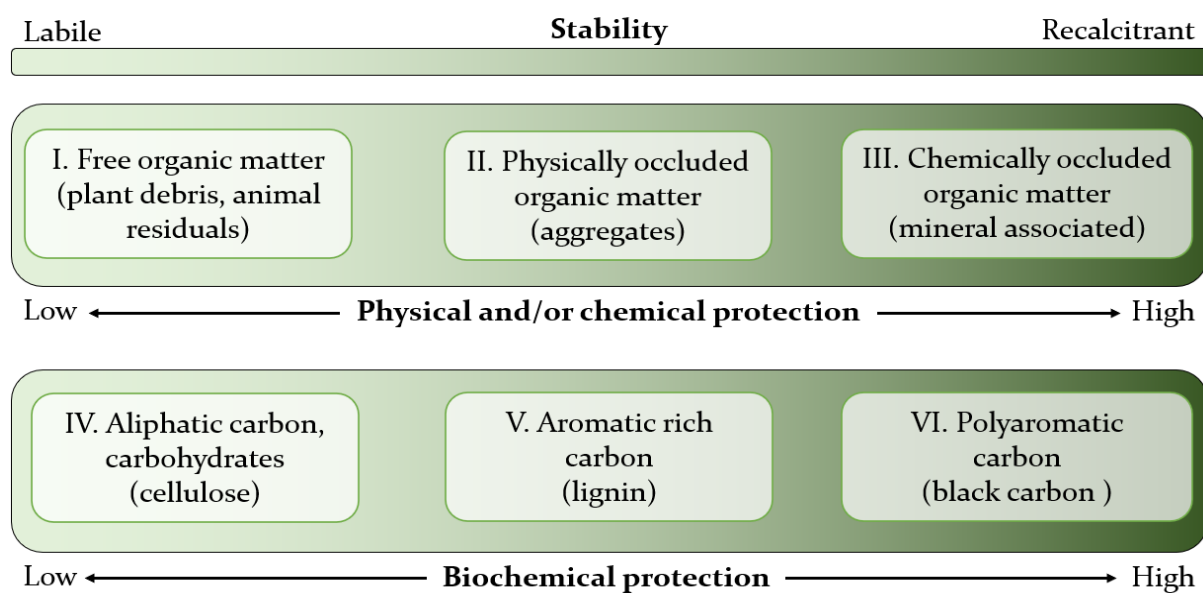 Labile Stability Recalcitrant
I. Free organic matter
(plant debris, animal
residuals)
II. Physically occluded
organic matter
(aggregates)
III. Chemically occluded
organic matter
(mineral associated)
Low Physical and/or chemical protection High
IV. Aliphatic carbon,
carbohydrates
(cellulose)
V. Aromatic rich
carbon
(lignin)
VI. Polyaromatic
carbon
(black carbon )
Low Biochemical protection High